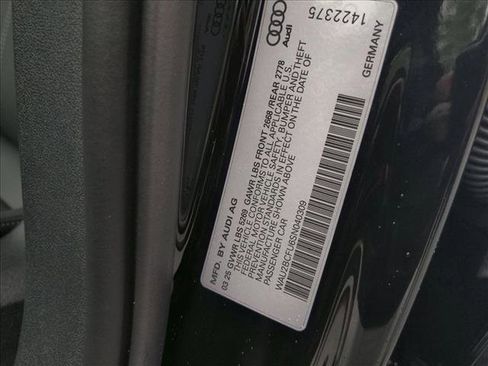 Audi
1422375
GERMANY
MFD. BY AUDI AG
03 25 GVWR LBS 5269 GAWR LBS FRONT 2668 /REAR 2778
THIS VEHICLE CONFORMS TO ALL APPLICABLE U.S.
FEDERAL MOTOR VEHICLE SAFETY, BUMPER AND THEFT
PREVENTION STANDARDS IN EFFECT ON THE DATE OF
MANUFACTURE SHOWN ABOVE
PASSENGER CAR
WAU2BCFU6SN040309